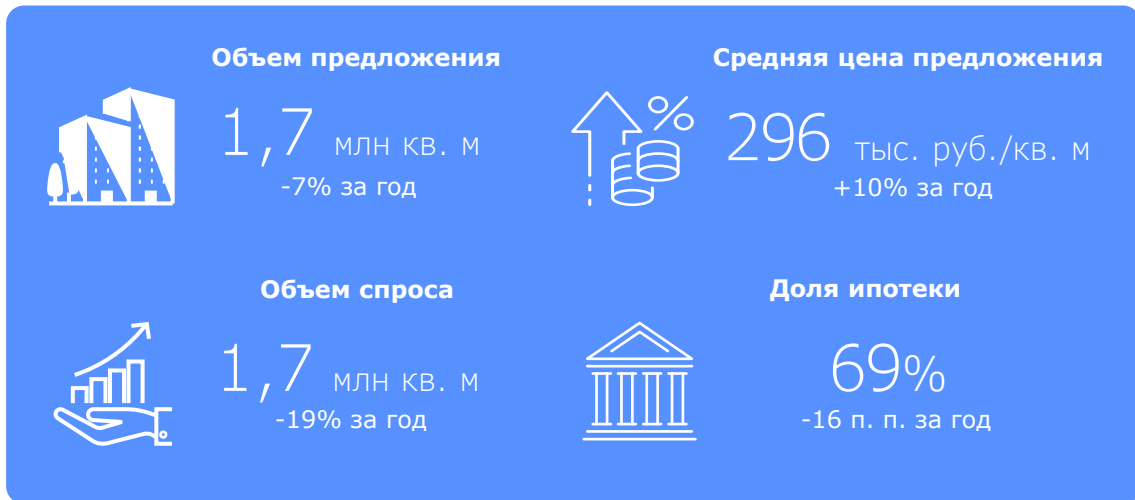 Объем предложения
1,7 млн кв. м
-7% за год
Средняя цена предложения
%
296 тыс. руб./кв. м
+10% за год
Объем спроса
1,7 млн кв. м
-19% за год
Доля ипотеки
69%
-16 п. п. за год